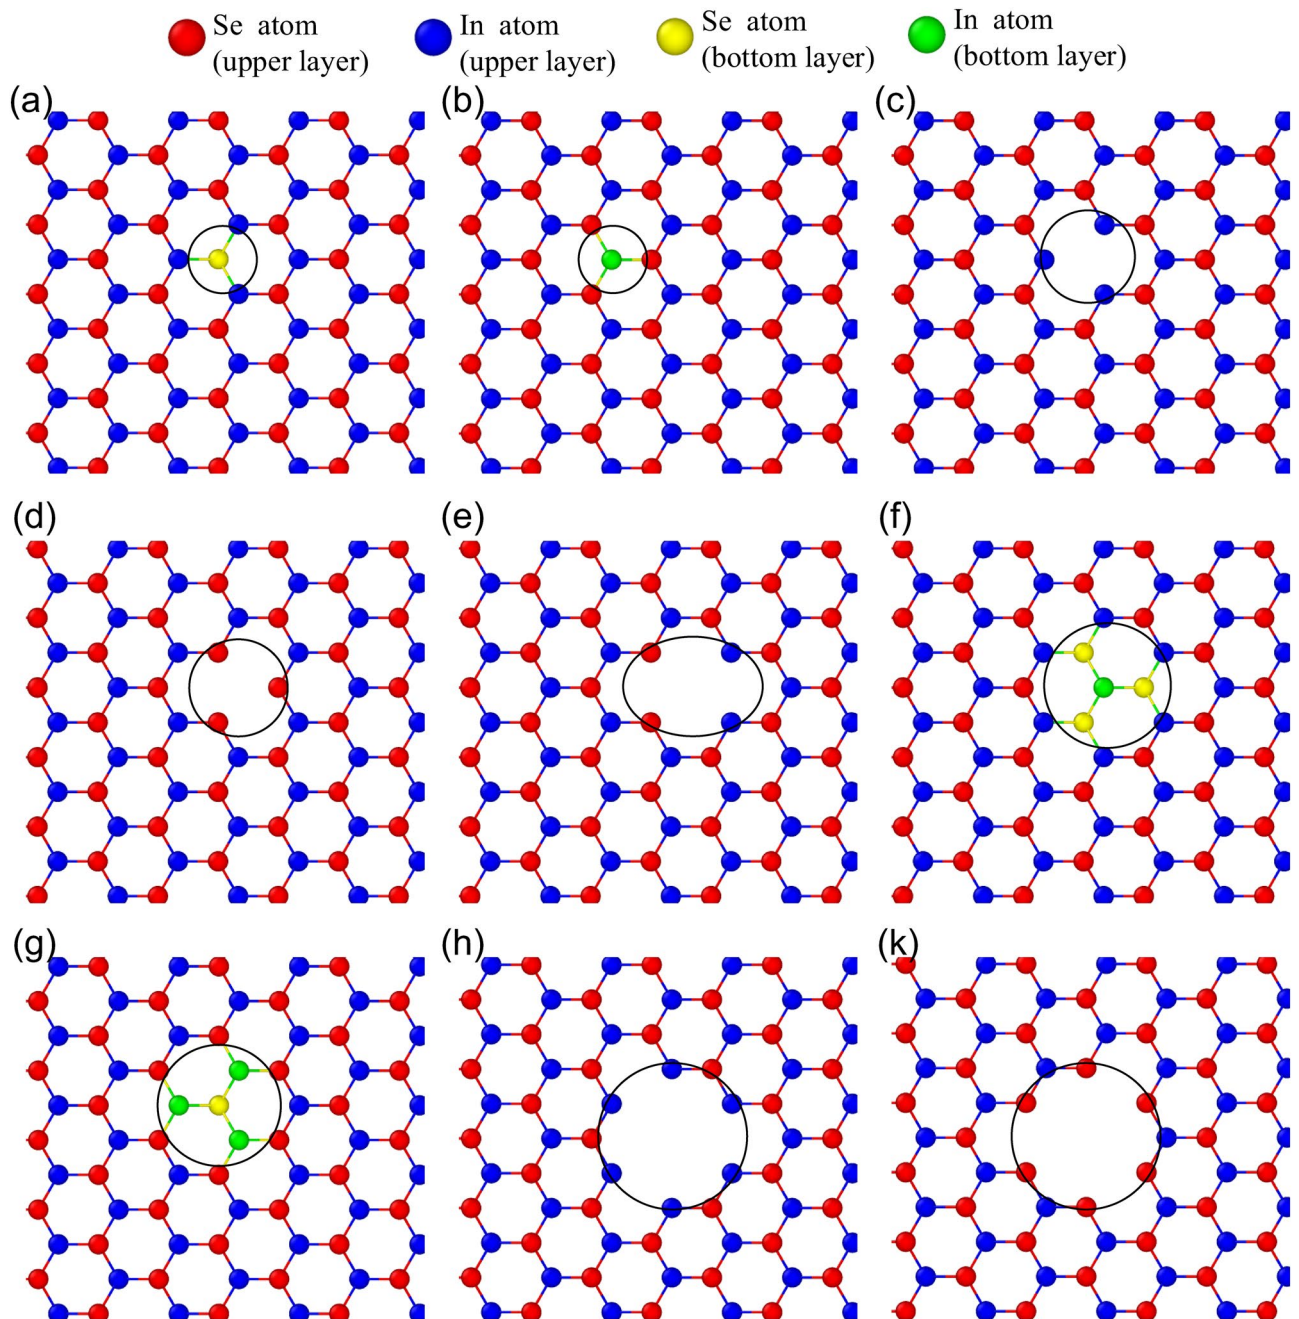 Se atom
(upper layer)
In atom
(upper layer)
Se atom
(bottom layer)
In atom
(bottom layer)
(a)
(b)
(c)
(d)
(e)
(f)
(g)
(h)
(k)